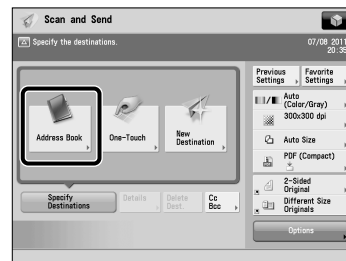 Scan and Send
Specify the destinations.
07/08 2011
20:35
Previous
Settings
Favorite
Settings
Address Book
One-Touch
New
Destination
Auto
(Color/Gray)
300x300 dpi
Auto Size
PDF (Compact)
2-Sided
Original
Different Size
Originals
Specify
Destinations
Details
Delete
Dest.
Cc
Bcc
Options